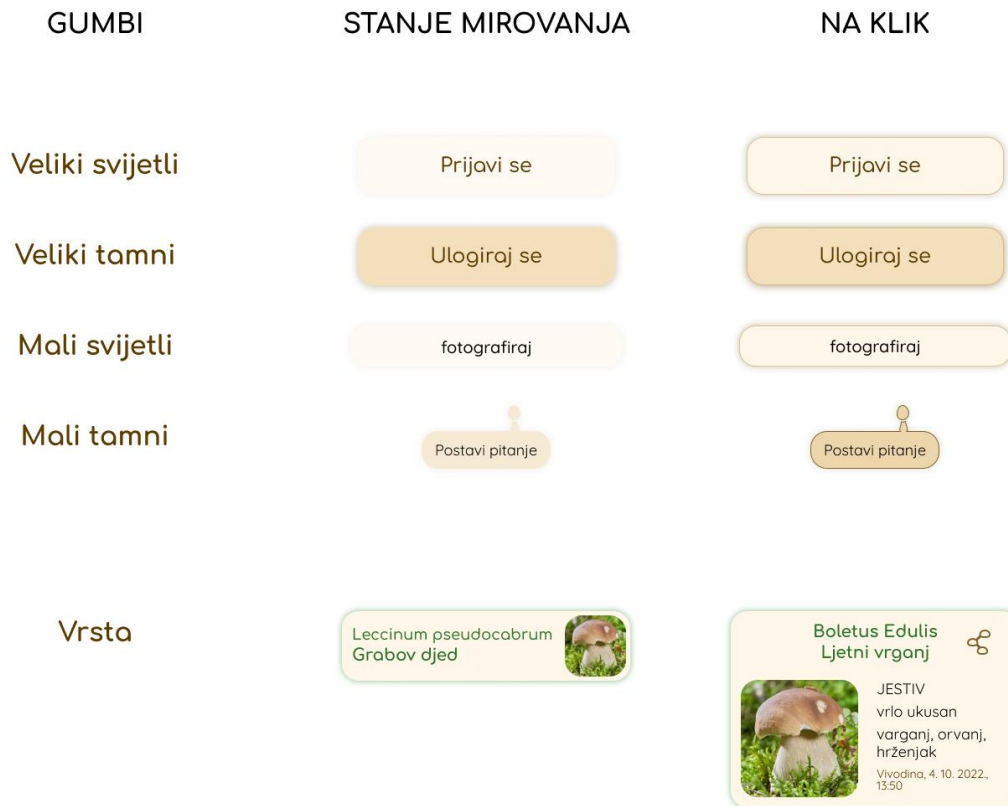 GUMBI STANJE MIROVANJA NA KLIK
Veliki svijetli Prijavi se Prijavi se
Veliki tamni Ulogiraj se Ulogiraj se
Mali svijetli fotografiraj fotografiraj
Mali tamni Postavi pitanje Postavi pitanje
Vrsta
Leccinum pseudocabrum
Grabov djed
Boletus Edulis
Ljetni vrganj
JESTIV
vrlo ukusan
varganj, orvanj,
hrženjak
Vivodina, 4. 10. 2022.,
13:50